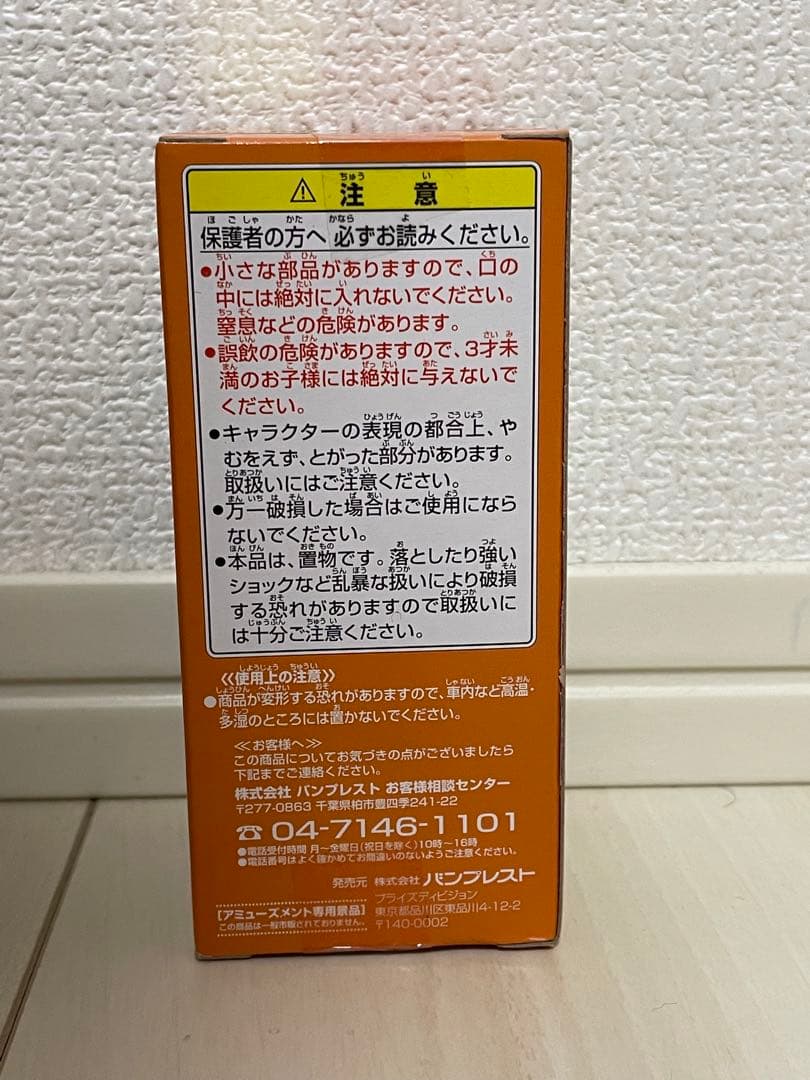 ⚠ 注意
保護者の方へ 必ずお読みください。
●小さな部品がありますので、口の
中には絶対に入れないでください。
窒息などの危険があります。
●誤飲の危険がありますので、3才未
満のお子様には絶対に与えないで
ください。
●キャラクターの表現の都合上、や
むをえず、とがった部分があります。
取扱いにはご注意ください。
●万一破損した場合はご使用になら
ないでください。
●本品は、置物です。落としたり強い
ショックなど乱暴な扱いにより破損
する恐れがありますので取扱いに
は十分ご注意ください。
《使用上の注意》
●商品が変形する恐れがありますので、車内など高温・
多湿のところには置かないでください。
≪お客様へ≫
この商品についてお気づきの点がございましたら
下記までご連絡ください。
株式会社 バンプレスト お客様相談センター
〒277-0863 千葉県柏市豊四季241-22
☎ 04-7146-1101
●電話受付時間 月〜金曜日(祝日を除く)10時〜16時
●電話番号はよく確かめてお間違いのないようご注意ください。
発売元 株式会社 バンプレスト
プライズディビジョン
東京都品川区東品川4-12-2
〒140-0002
[アミューズメント専用景品]
この商品は一般市販されておりません。